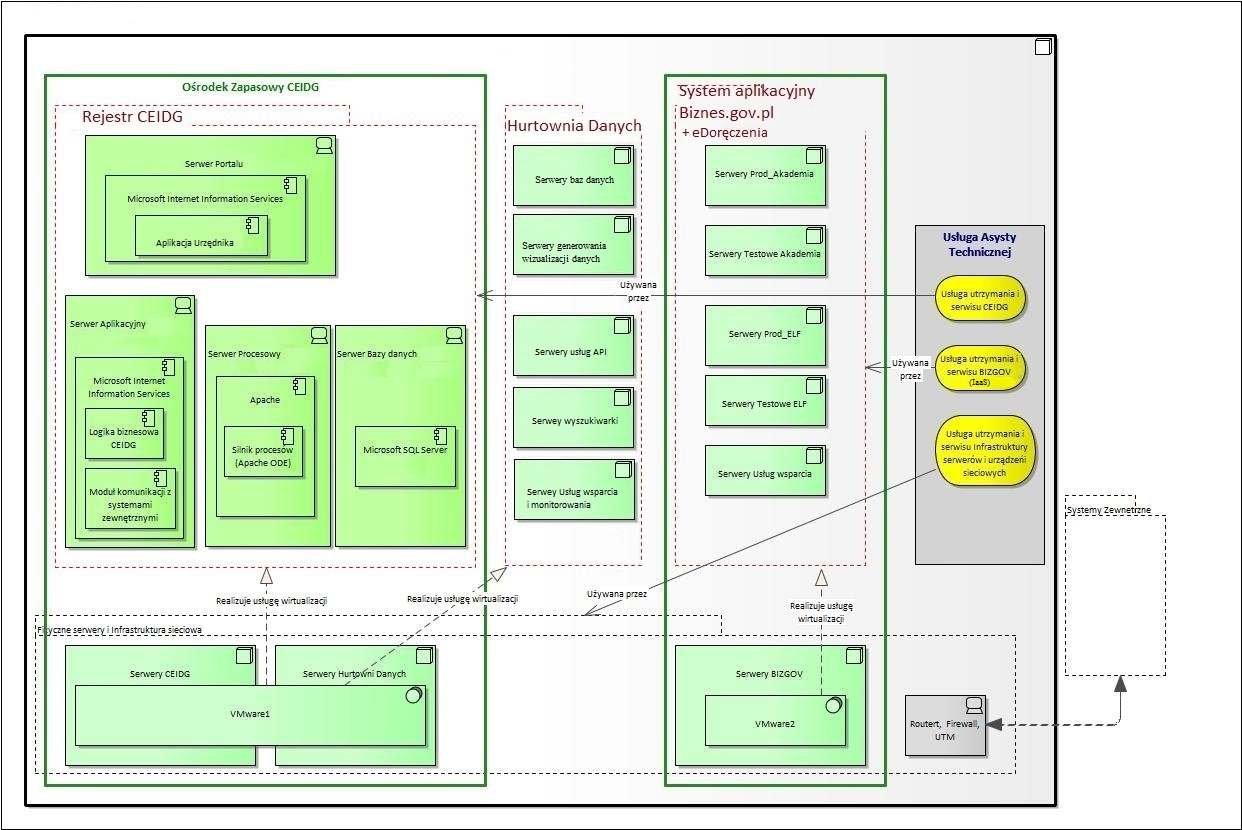 Ośrodek Zapasowy CEIDG
Rejestr CEIDG
Serwer Portalu
Microsoft Internet Information Services
Aplikacja Urzędnika
Serwer Aplikacyjny
Microsoft Internet
Information Services
Logika biznesowa
CEIDG
Moduł komunikacji z
systemami
zewnętrznymi
Serwer Procesowy
Apache
Silnik procesów
(Apache ODE)
Serwer Bazy danych
Microsoft SQL Server
Hurtownia Danych
Serwery baz danych
Serwery generowania
wizualizacji danych
Serwery usług API
Serwey wyszukiwarki
Serwey Usług wsparcia
i monitorowania
System aplikacyjny
Biznes.gov.pl
+ eDoręczenia
Serwery Prod_Akademia
Serwery Testowe Akademia
Serwery Prod_ELF
Serwery Testowe ELF
Serwery Usług wsparcia
Usługa Asysty
Technicznej
Usługa utrzymania i
serwisu CEIDG
Usługa utrzymania i
serwisu BIZGOV
(IaaS)
Usługa utrzymania i
serwisu Infrastruktury
serwerów i urządzeń
sieciowych
Używana
przez
Używana
przez
Używana przez
Systemy Zewnetrzne
Realizuje usługę wirtualizacji
Realizuje usługę wirtualizacji
Realizuje usługę
wirtualizacji
Fizyczne serwery i Infrastruktura sieciowa
Serwery CEIDG
Serwery Hurtowni Danych
VMware1
Serwery BIZGOV
VMware2
Routert, Firewall,
UTM